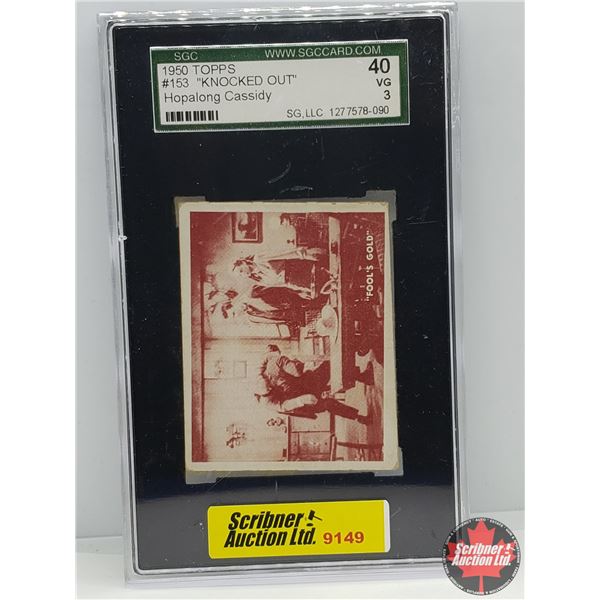 SGC WWW.SGCCARD.COM
1950 TOPPS 40
#153 "KNOCKED OUT" VG
Hopalong Cassidy 3
SG, LLC 1277578-090
"FOOL'S GOLD"
Scribner
Auction Ltd. 9149
Scribner
Auction Ltd.